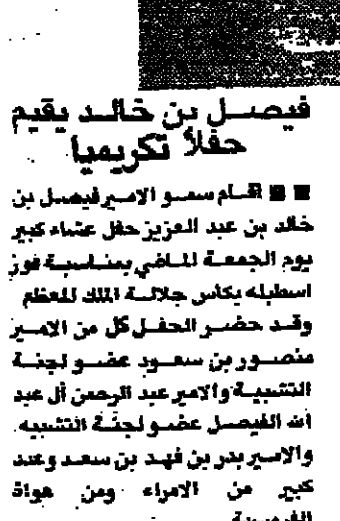 فيصل بن خالد يقيم
حفلاً تكريمياً
اقام سمو الامير فيصل بن
خالد بن عبد العزيز حفل عشاء كبير
يوم الجمعة الماضي بمناسبة فوز
اسطبله بكأس جلالة الملك المعظم
وقد حضر الحفل كل من الامير
منصور بن سعود عضو لجنة
التشبية والامير عبد الرحمن آل عبد
الله الفيصل عضو لجنة التشبيه
والامير بدر بن فهد بن سعد وعدد
كبير من الامراء ومن هواة
الفروسية